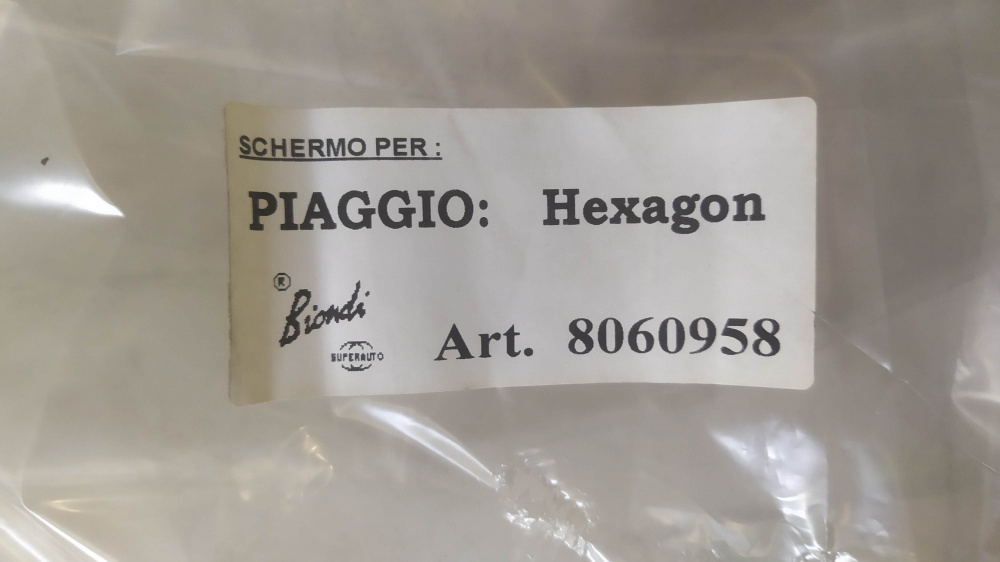 SCHERMO PER :
PIAGGIO: Hexagon
®
Biondi
SUPERAUTO
Art. 8060958